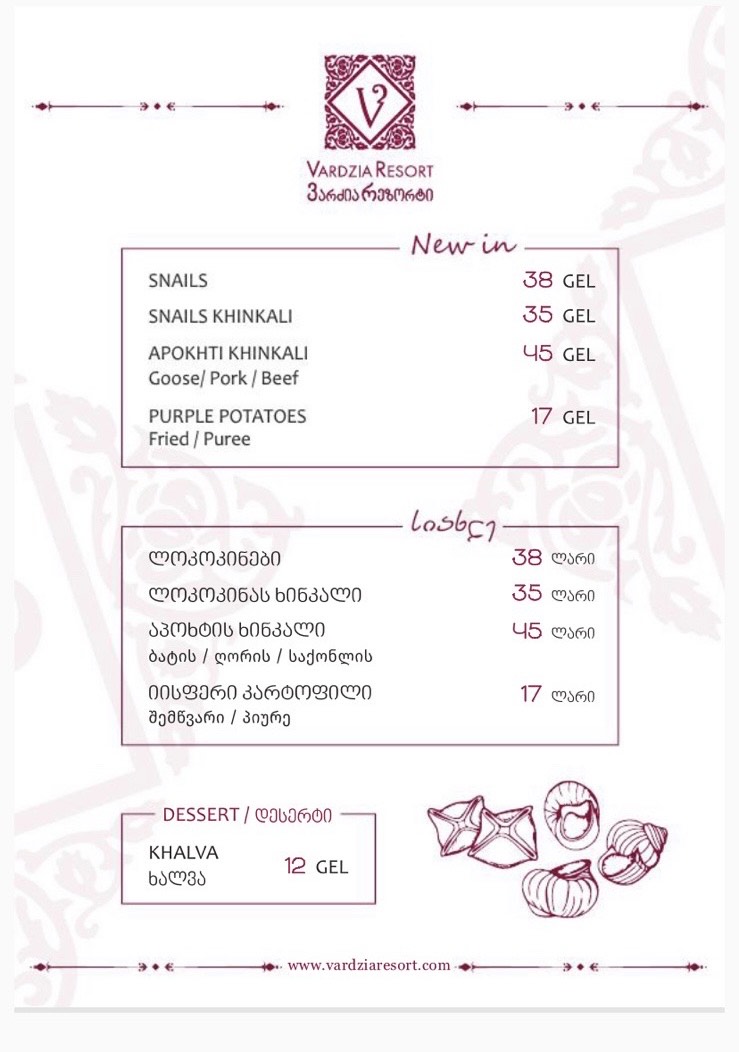 V
VARDZIA RESORT
ვარძია რეზორტი
New in
SNAILS 38 GEL
SNAILS KHINKALI 35 GEL
APOKHTI KHINKALI 45 GEL
Goose/ Pork / Beef
PURPLE POTATOES 17 GEL
Fried / Puree
სიახლე
ლოკოკინები 38 ლარი
ლოკოკინას ხინკალი 35 ლარი
აპოხტის ხინკალი 45 ლარი
ბატის / ღორის / საქონლის
იისფერი კარტოფილი 17 ლარი
შემწვარი / პიურე
DESSERT / დესერტი
KHALVA 12 GEL
ხალვა
www.vardziaresort.com